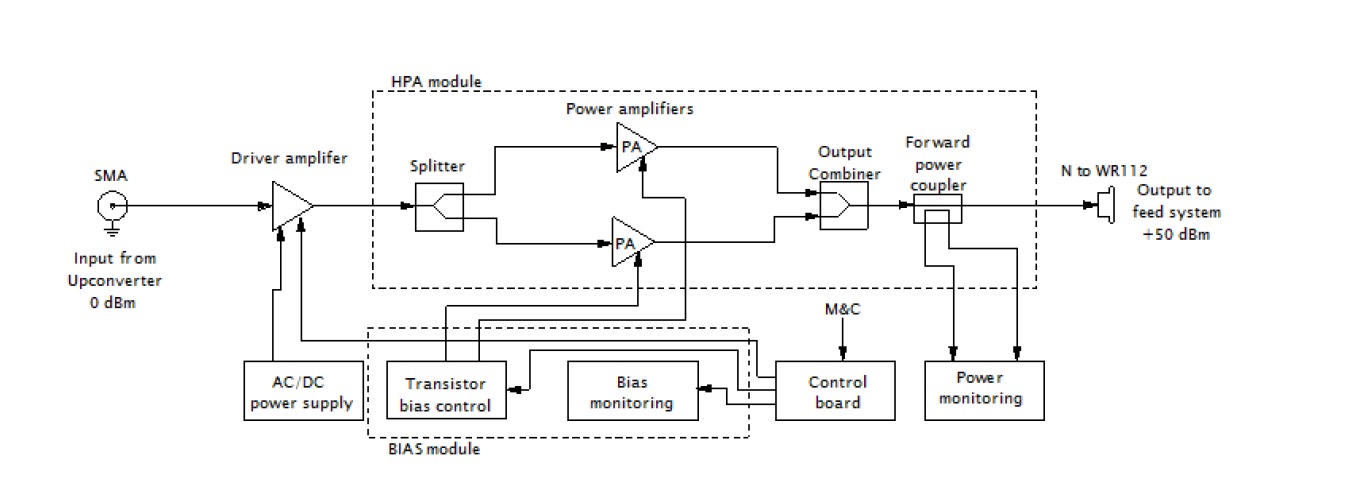 HPA module
Power amplifiers
Driver amplifer
Splitter
PA
Output
Combiner
Forward
power
coupler
SMA
N to WR112
Output to
feed system
+50 dBm
PA
Input from
Upconverter
0 dBm
M&C
AC/DC
power supply
Transistor
bias control
Bias
monitoring
Control
board
Power
monitoring
BIAS module